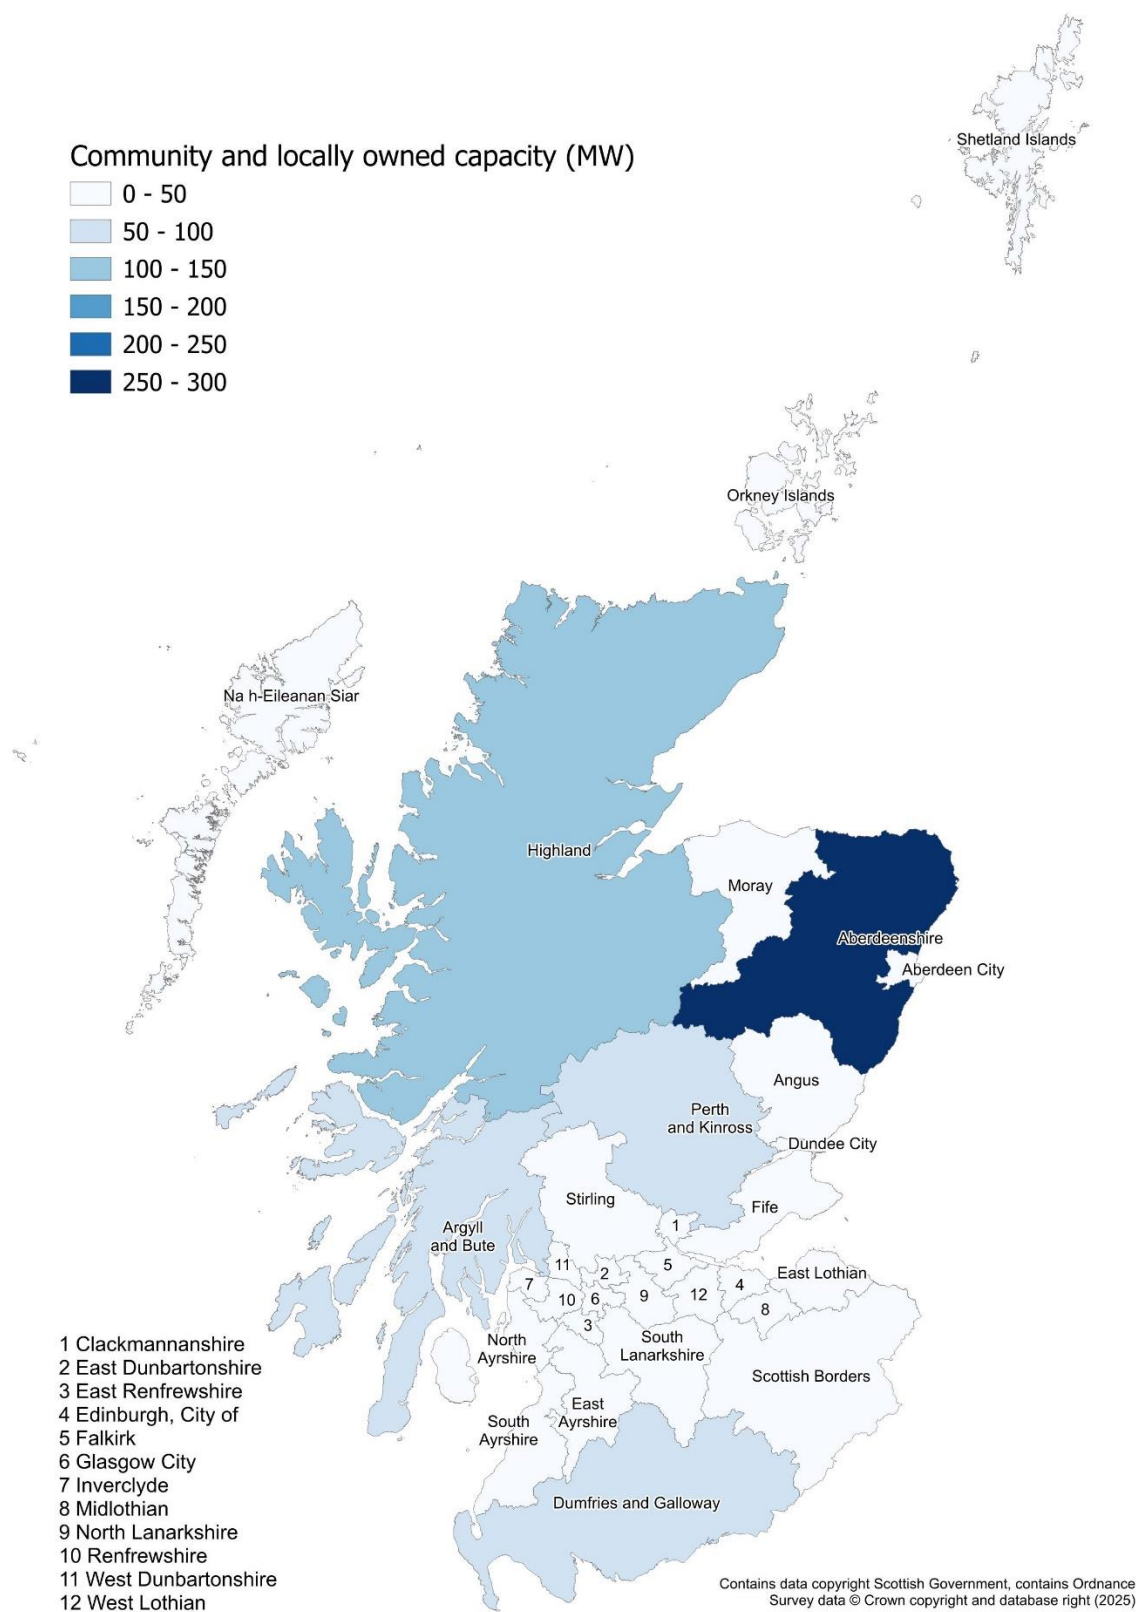 Shetland Islands
Community and locally owned capacity (MW)
0 - 50
50 - 100
100 - 150
150 - 200
200 - 250
250 - 300
Orkney Islands
Na h-Eileanan Siar
Highland
Moray
Aberdeenshire
Aberdeen City
Angus
Perth
and Kinross
Dundee City
Stirling
Fife
1
Argyll
and Bute
11
2
5
East Lothian
7
10
6
9
12
4
8
3
North
Ayrshire
South
Lanarkshire
Scottish Borders
East
Ayrshire
South
Ayrshire
Dumfries and Galloway
1 Clackmannanshire
2 East Dunbartonshire
3 East Renfrewshire
4 Edinburgh, City of
5 Falkirk
6 Glasgow City
7 Inverclyde
8 Midlothian
9 North Lanarkshire
10 Renfrewshire
11 West Dunbartonshire
12 West Lothian
Contains data copyright Scottish Government, contains Ordnance
Survey data © Crown copyright and database right (2025)